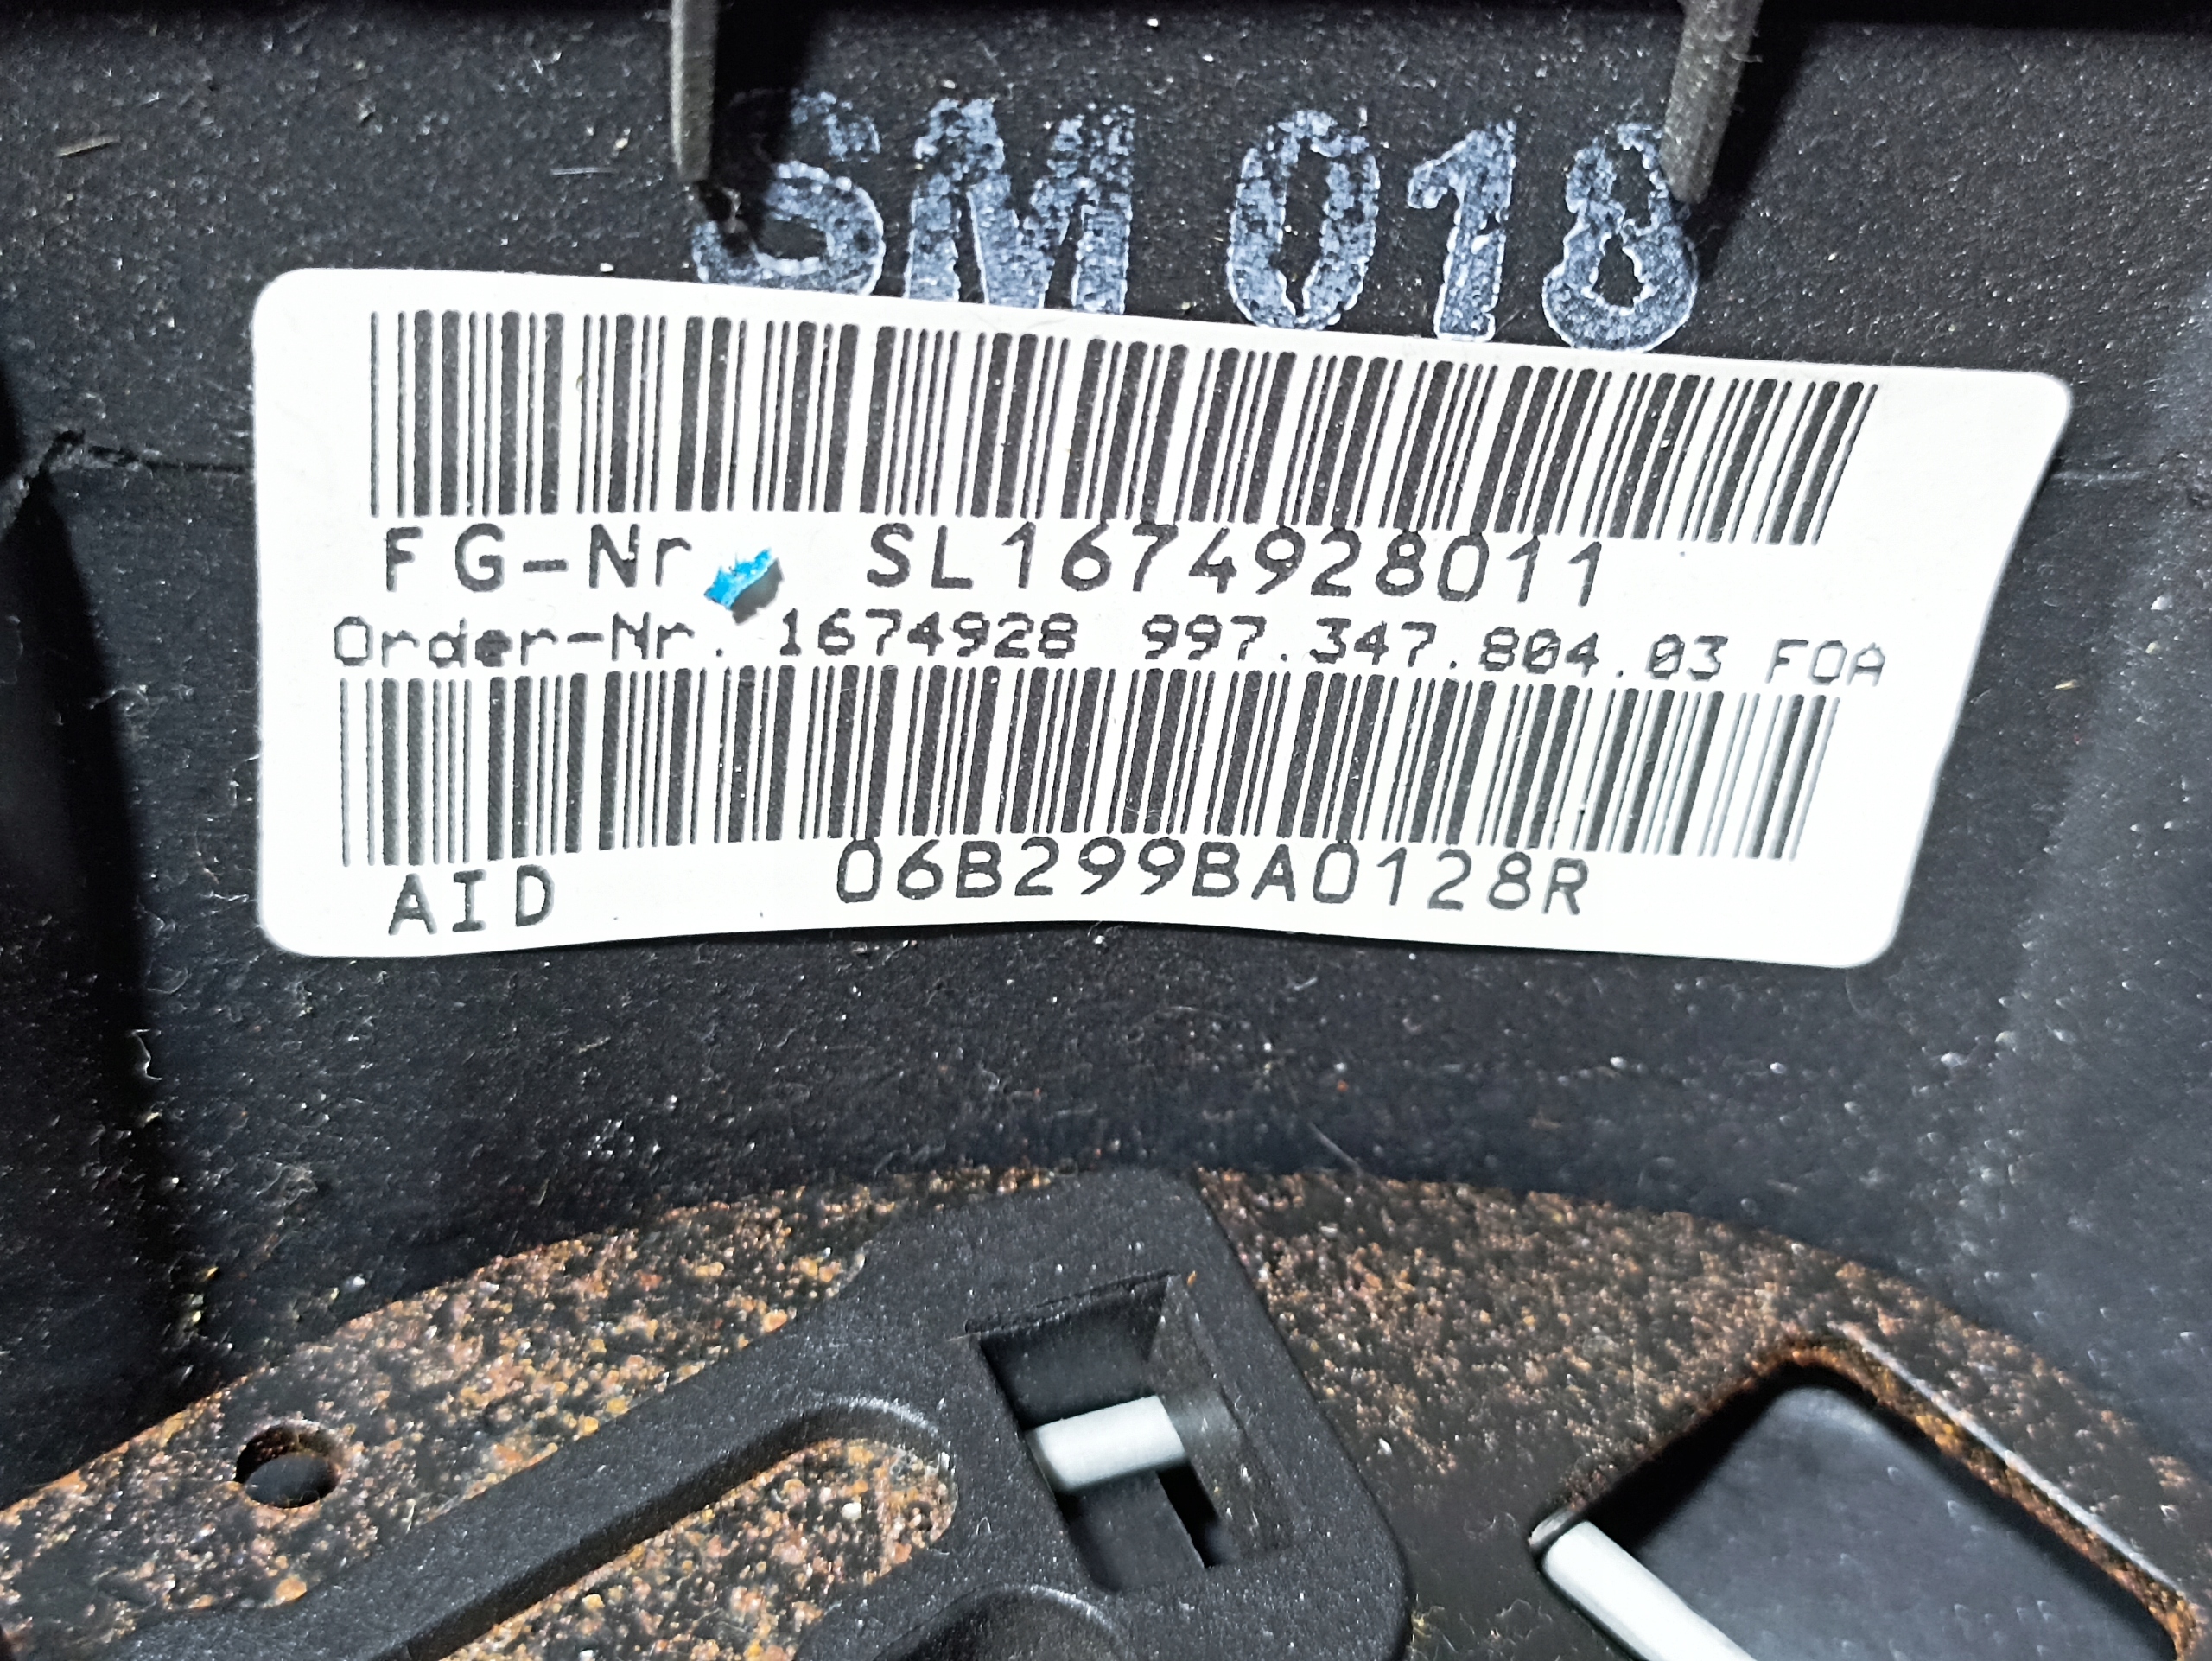 SM 018
FG-Nr. SL1674928011
Order-Nr. 1674928 997.347.804.03 FOA
AID 06B299BA0128R